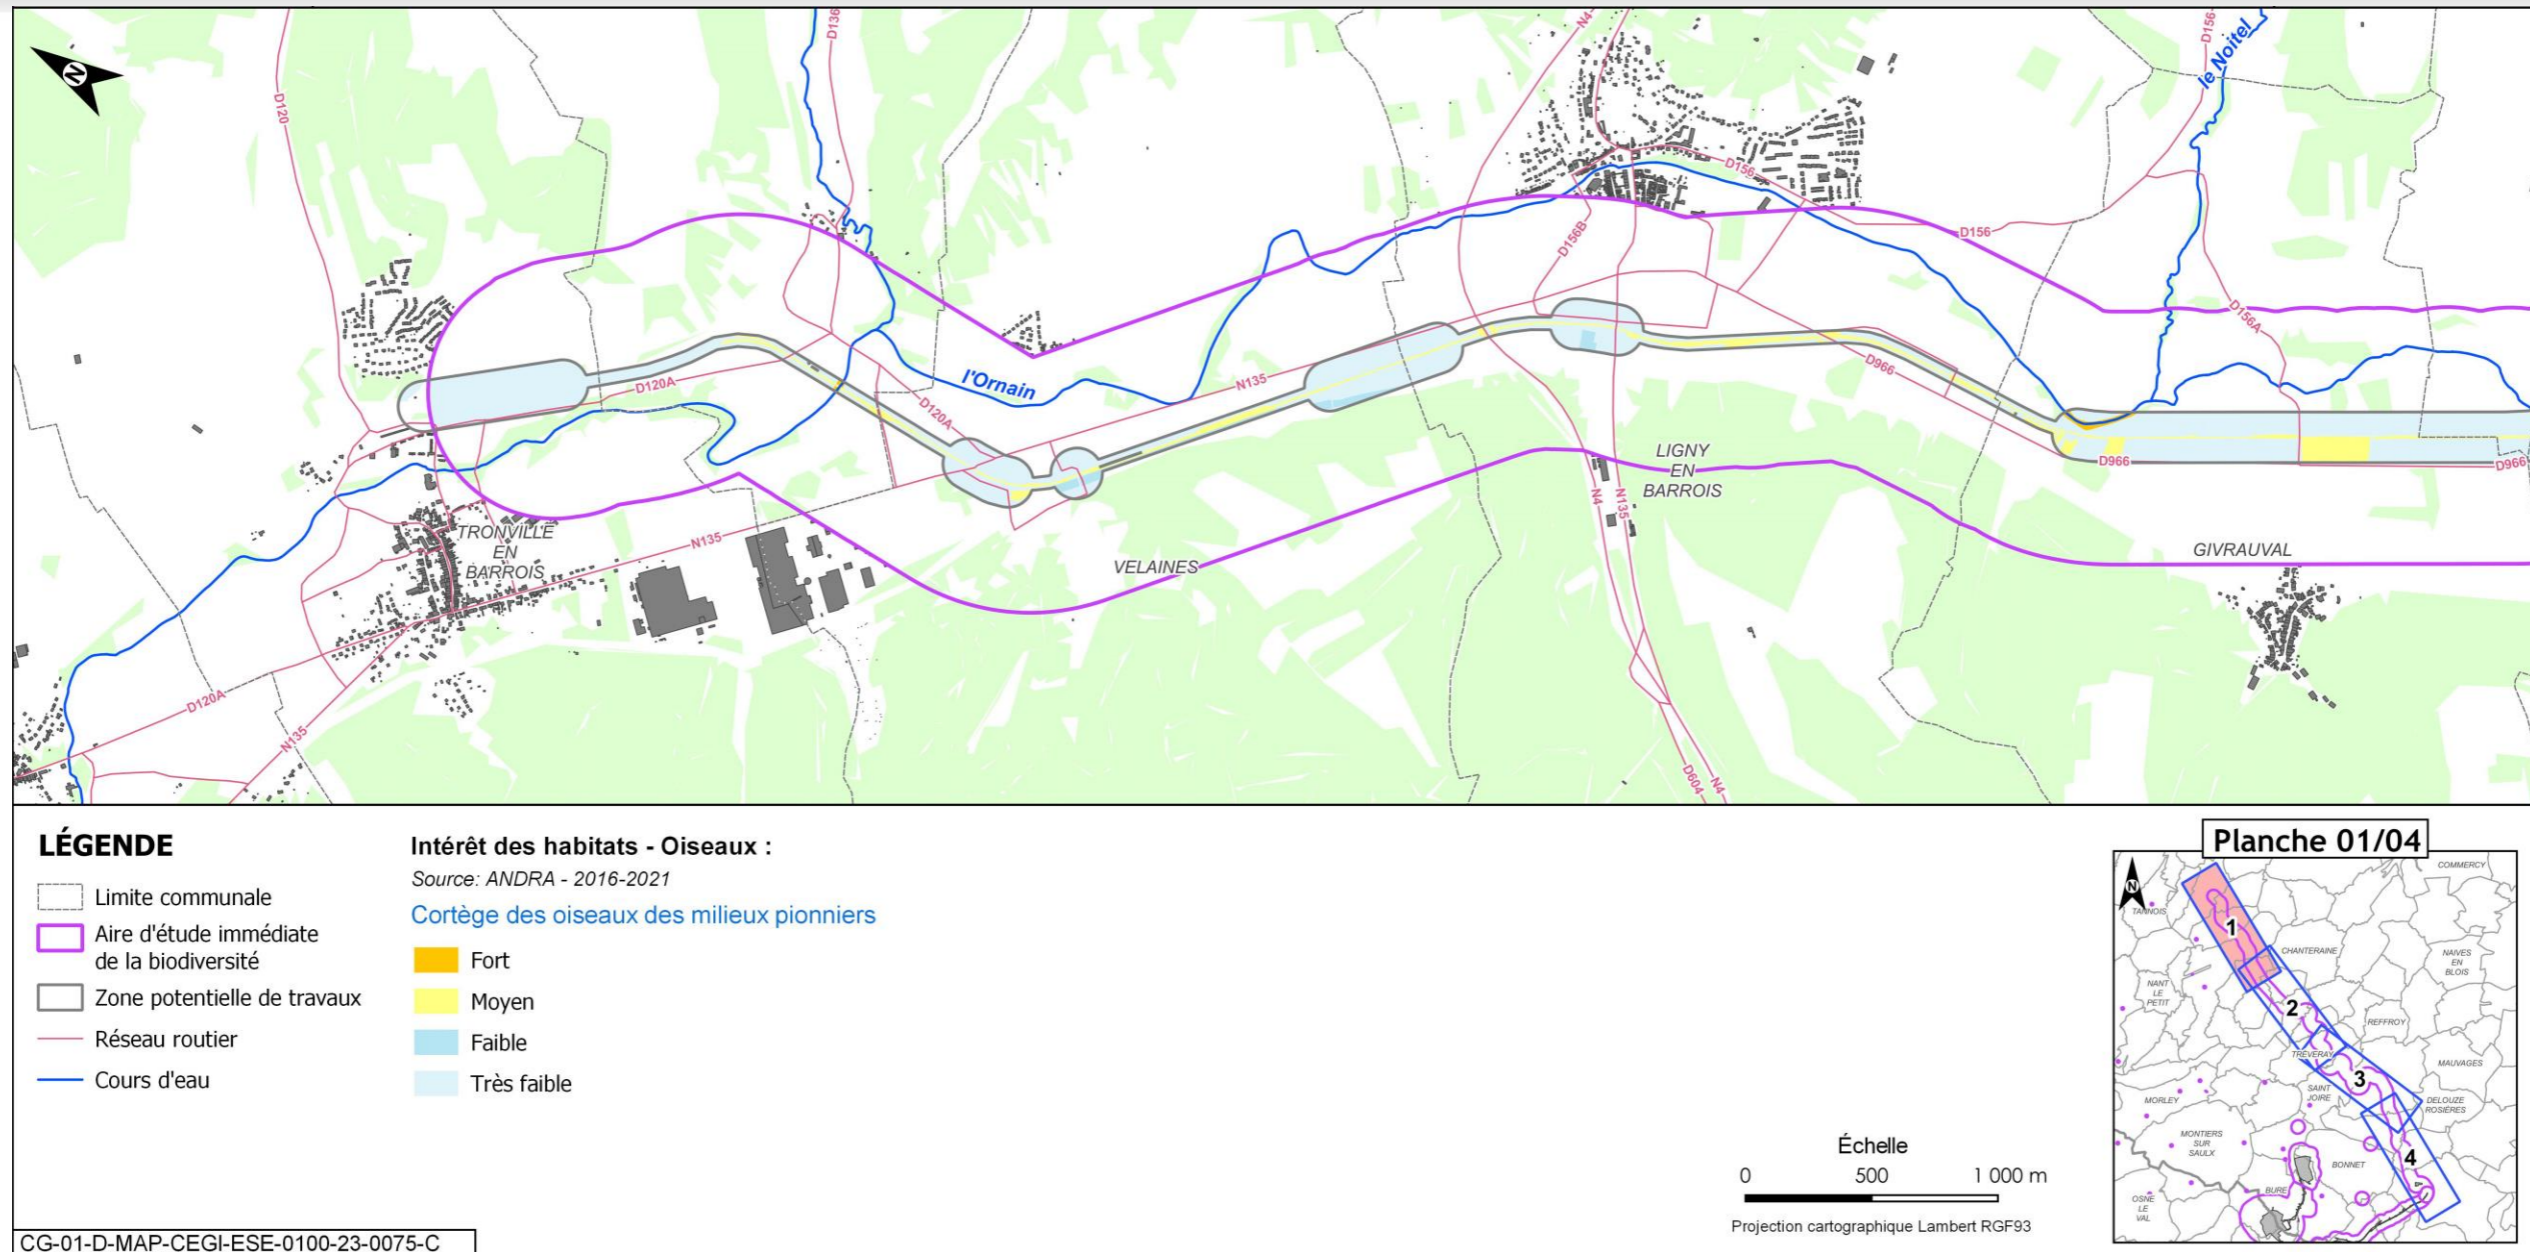 N
D120
D136
N4
D156
le Noitel
D156
D156B
D156
D156A
D120A
l'Ornain
N135
D120A
D966
D966
D966
LIGNY
EN
BARROIS
N4
N135
N135
TRONVILLE
EN
BARROIS
VELAINES
GIVRAUVAL
D120A
N135
D604
N4
LÉGENDE
Limite communale
Aire d'étude immédiate
de la biodiversité
Zone potentielle de travaux
Réseau routier
Cours d'eau
Intérêt des habitats - Oiseaux :
Source: ANDRA - 2016-2021
Cortège des oiseaux des milieux pionniers
Fort
Moyen
Faible
Très faible
Échelle
0 500 1 000 m
Projection cartographique Lambert RGF93
Planche 01/04
N
COMMERCY
TANNOIS
1
CHANTERAINE
NAIVES
EN
BLOIS
NANT
LE
PETIT
2
REFFROY
TRÉVERAY
MAUVAGES
3
SAINT
JOIRE
MORLEY
DELOUZE
ROSIÈRES
MONTIERS
SUR
SAULX
4
BONNET
BURE
OSNE
LE
VAL
CG-01-D-MAP-CEGI-ESE-0100-23-0075-C